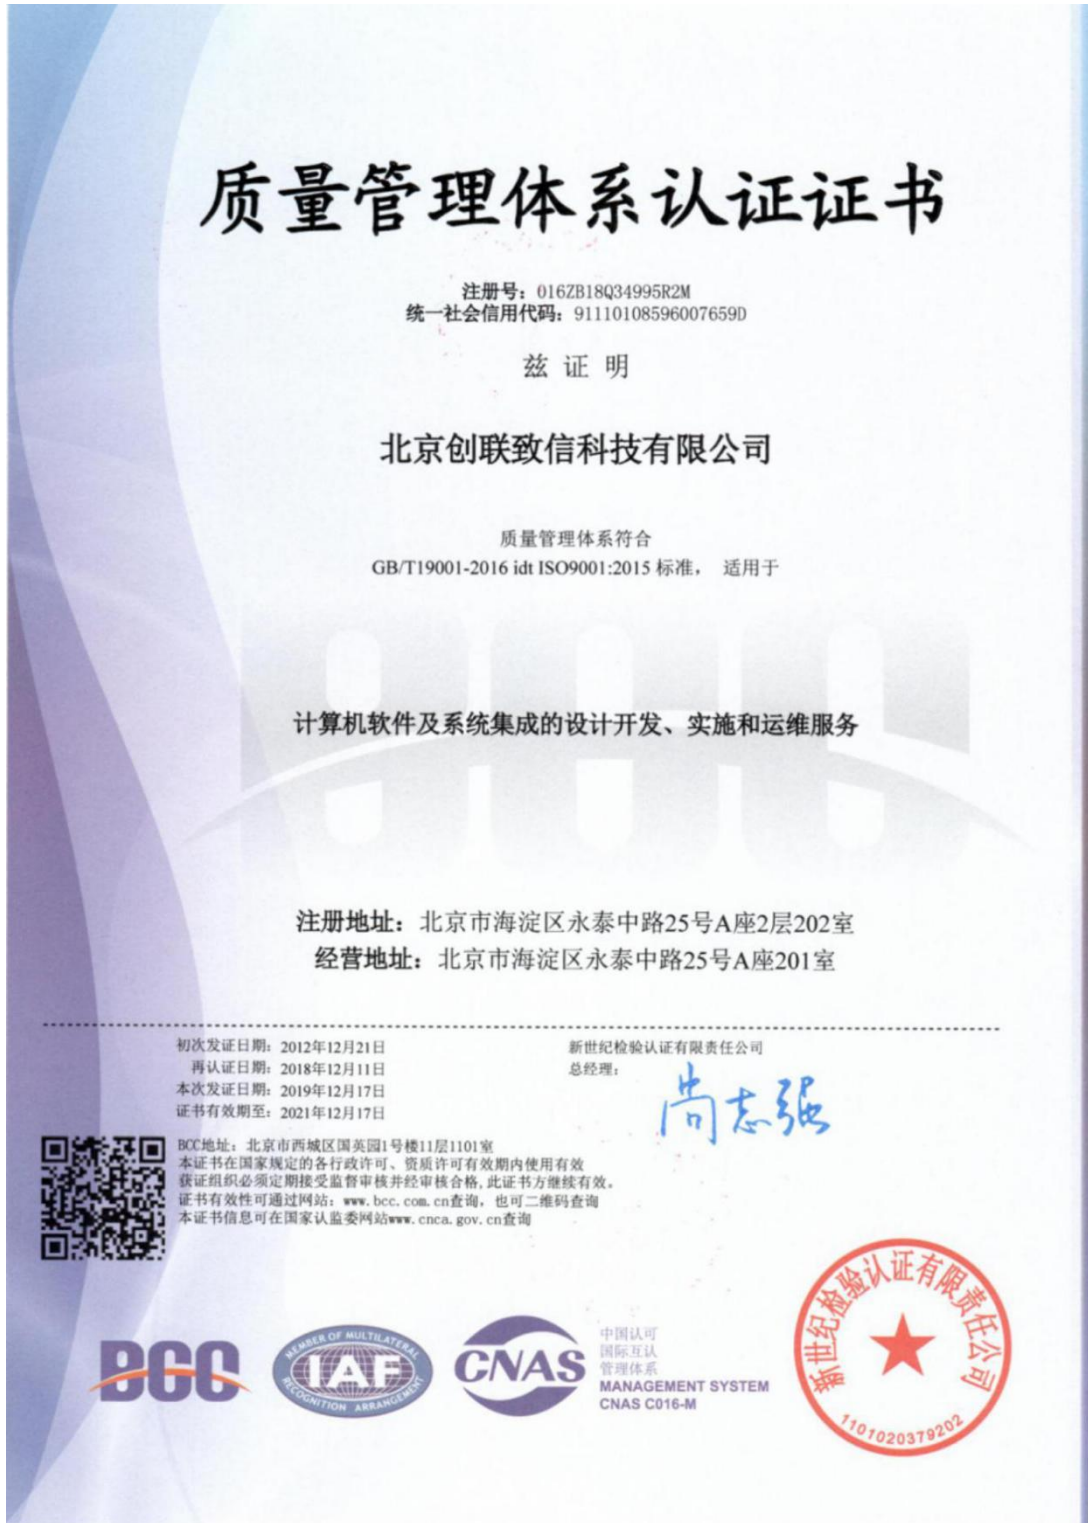 质量管理体系认证证书
注册号：016ZB18Q34995R2M
统一社会信用代码：91110108596007659D
兹证明
北京创联致信科技有限公司
质量管理体系符合
GB/T19001-2016 idt ISO9001:2015 标准， 适用于
BCC
计算机软件及系统集成的设计开发、实施和运维服务
注册地址：北京市海淀区永泰中路25号A座2层202室
经营地址：北京市海淀区永泰中路25号A座201室
初次发证日期：2012年12月21日
再认证日期：2018年12月11日
本次发证日期：2019年12月17日
证书有效期至：2021年12月17日
新世纪检验认证有限责任公司
总经理：
尚志强
BCC地址：北京市西城区国英园1号楼11层1101室
本证书在国家规定的各行政许可、资质许可有效期内使用有效
获证组织必须定期接受监督审核并经审核合格,此证书方继续有效。
证书有效性可通过网站：www.bcc.com.cn查询，也可二维码查询
本证书信息可在国家认监委网站www.cnca.gov.cn查询
BCC
MEMBER OF MULTILATERAL
IAF
RECOGNITION ARRANGEMENT
CNAS
中国认可
国际互认
管理体系
MANAGEMENT SYSTEM
CNAS C016-M
新世纪检验认证有限责任公司
1101020379202